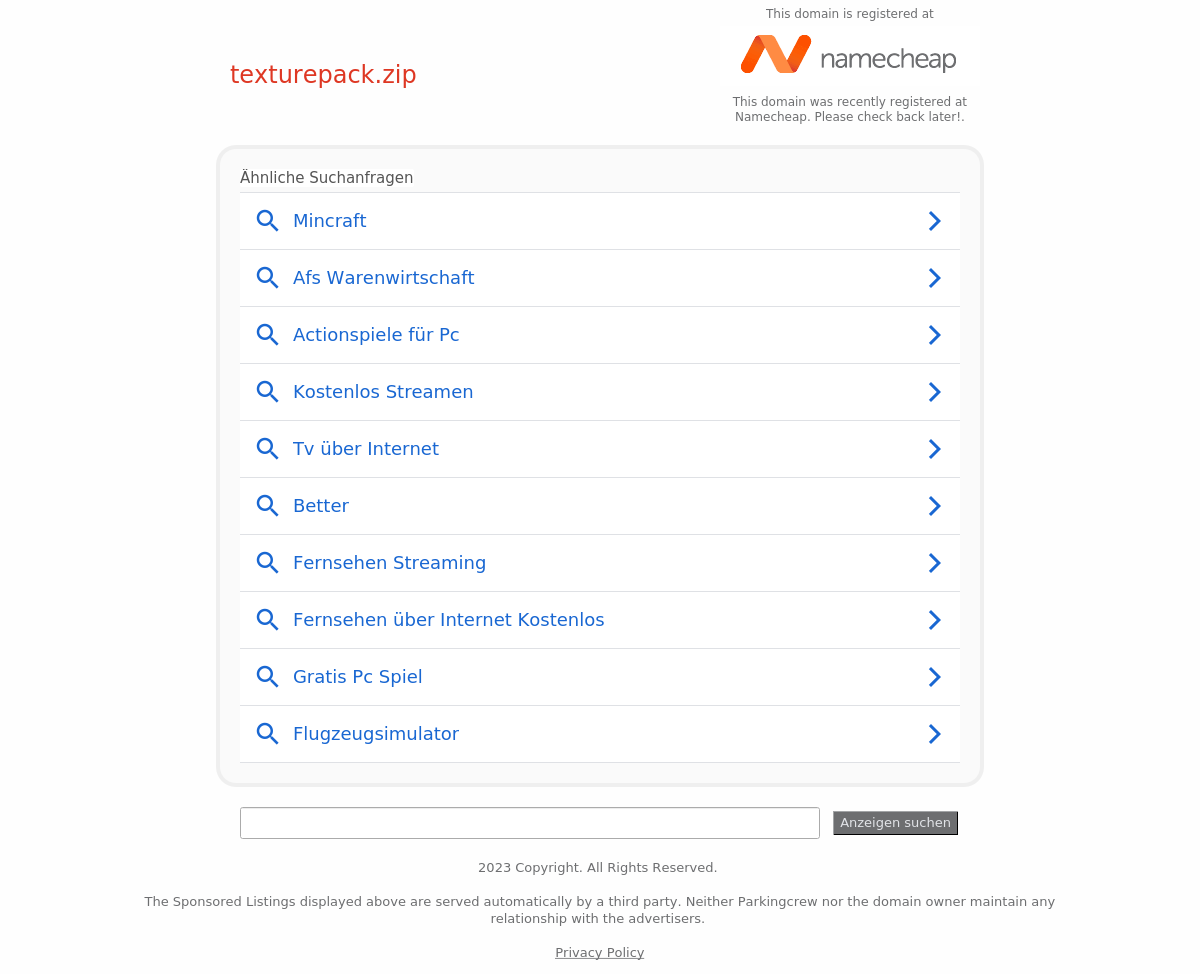 This domain is registered at
namecheap
texturepack.zip
This domain was recently registered at
Namecheap. Please check back later!.
Ähnliche Suchanfragen
Mincraft
Afs Warenwirtschaft
Actionspiele für Pc
Kostenlos Streamen
Tv über Internet
Better
Fernsehen Streaming
Fernsehen über Internet Kostenlos
Gratis Pc Spiel
Flugzeugsimulator
Anzeigen suchen
2023 Copyright. All Rights Reserved.
The Sponsored Listings displayed above are served automatically by a third party. Neither Parkingcrew nor the domain owner maintain any
relationship with the advertisers.
Privacy Policy